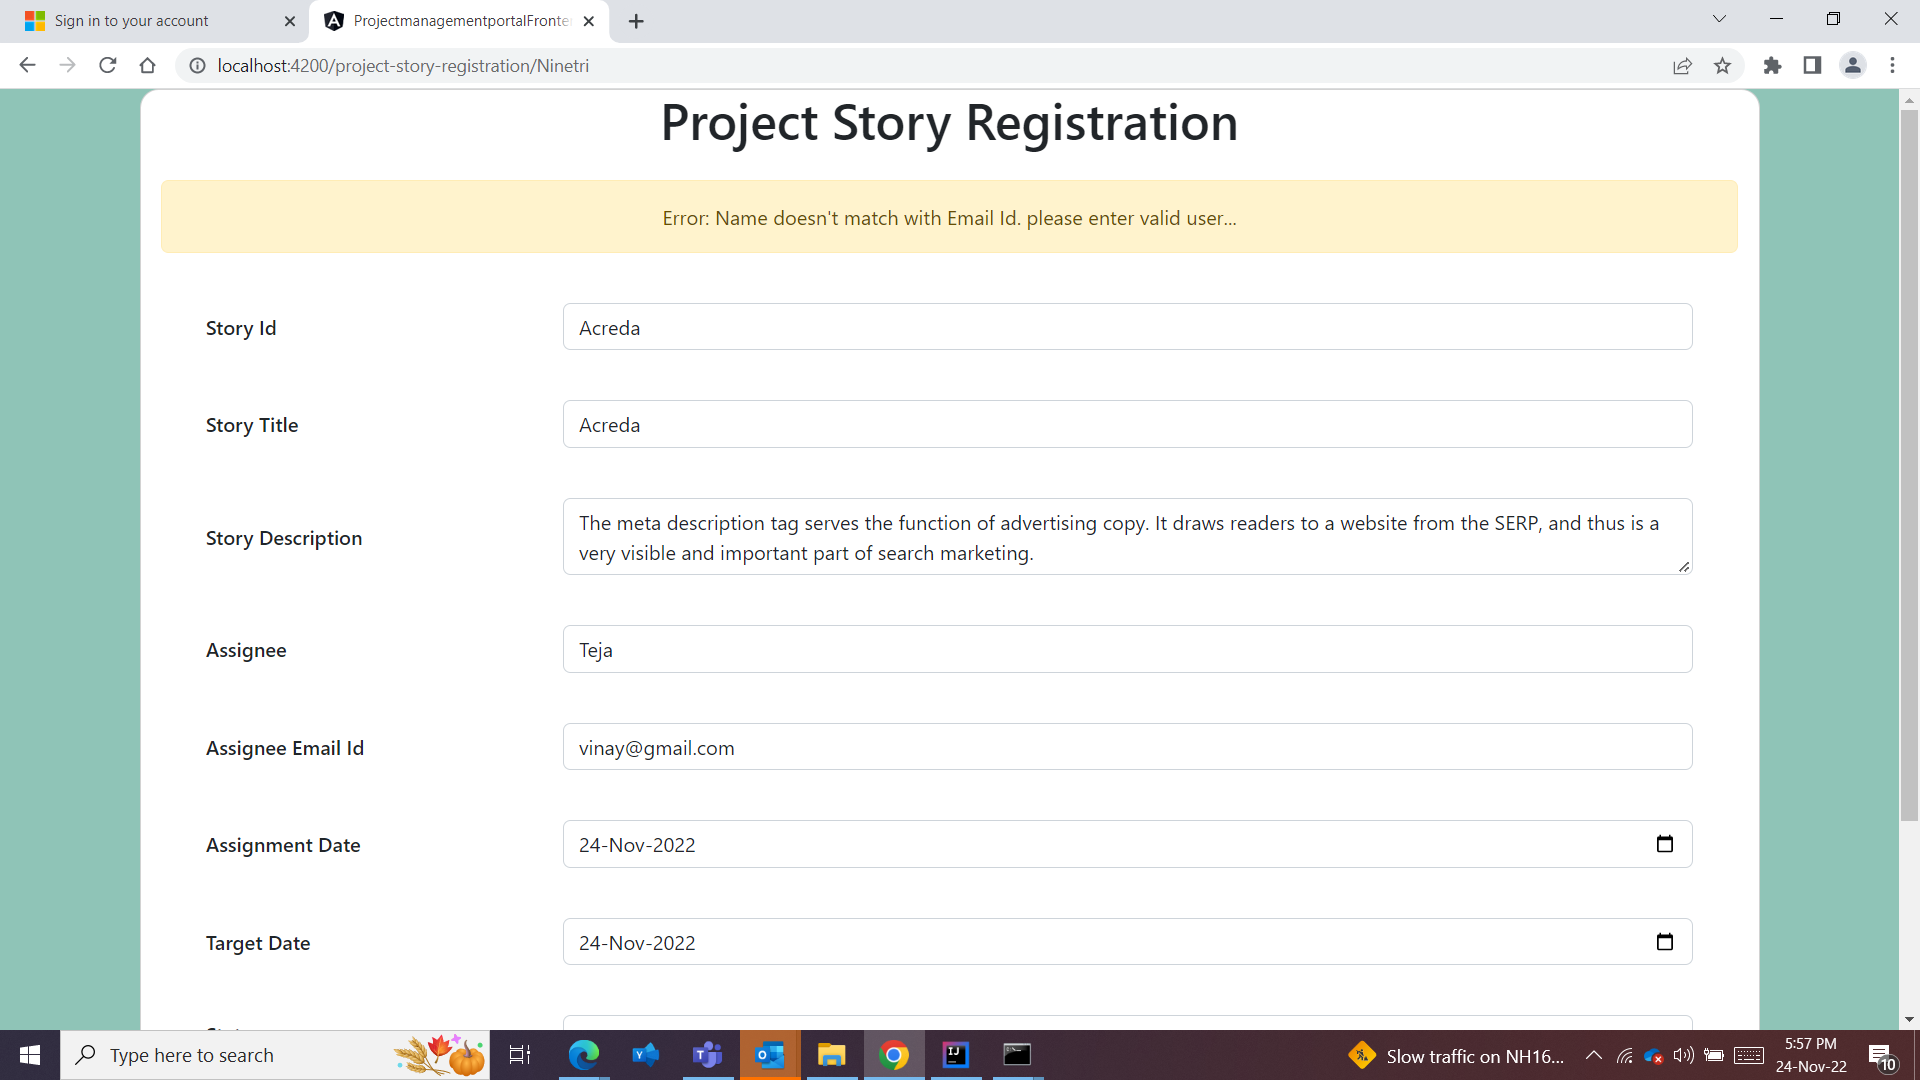 Sign in to your account
ProjectmanagementportalFronte
localhost:4200/project-story-registration/Ninetri
Project Story Registration
Error: Name doesn't match with Email Id. please enter valid user...
Story Id
Acreda
Story Title
Acreda
Story Description
The meta description tag serves the function of advertising copy. It draws readers to a website from the SERP, and thus is a
very visible and important part of search marketing.
Assignee
Teja
Assignee Email Id
vinay@gmail.com
Assignment Date
24-Nov-2022
Target Date
24-Nov-2022
Type here to search
Slow traffic on NH16...
5:57 PM
24-Nov-22
10